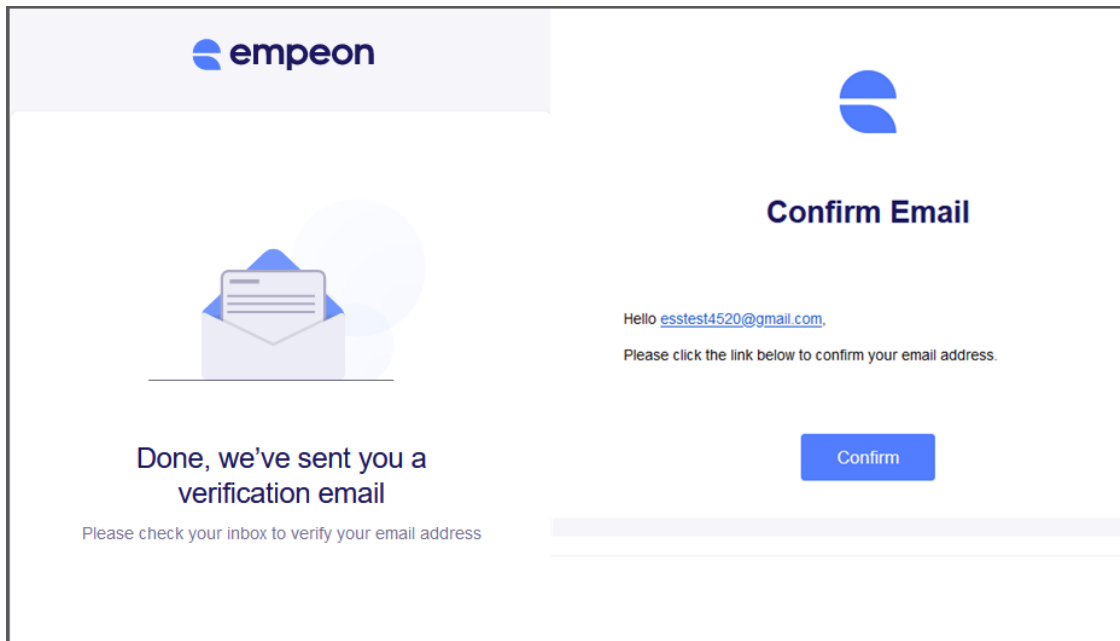 empeon
Done, we've sent you a
verification email
Please check your inbox to verify your email address
Confirm Email
Hello esstest4520@gmail.com,
Please click the link below to confirm your email address.
Confirm